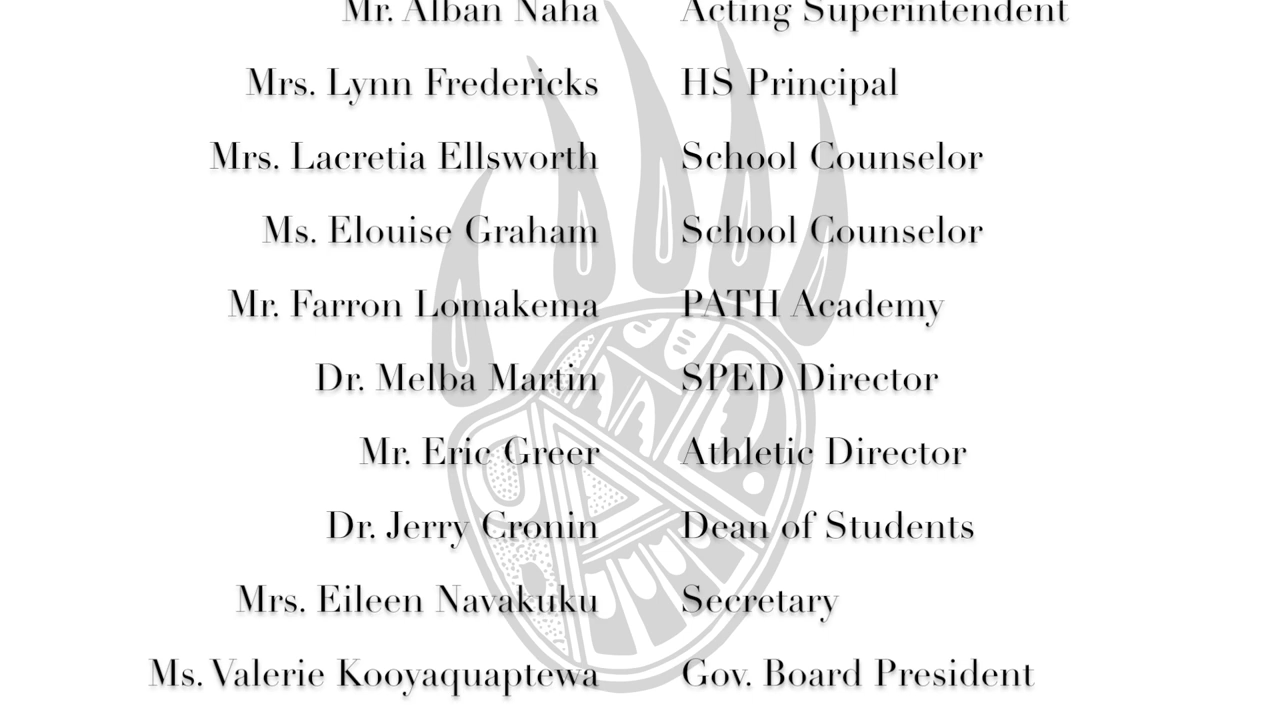 Mr. Alban Naha Acting Superintendent
Mrs. Lynn Fredericks HS Principal
Mrs. Lacretia Ellsworth School Counselor
Ms. Elouise Graham School Counselor
Mr. Farron Lomakema PATH Academy
Dr. Melba Martin SPED Director
Mr. Eric Greer Athletic Director
Dr. Jerry Cronin Dean of Students
Mrs. Eileen Navakuku Secretary
Ms. Valerie Kooyaquaptewa Gov. Board President